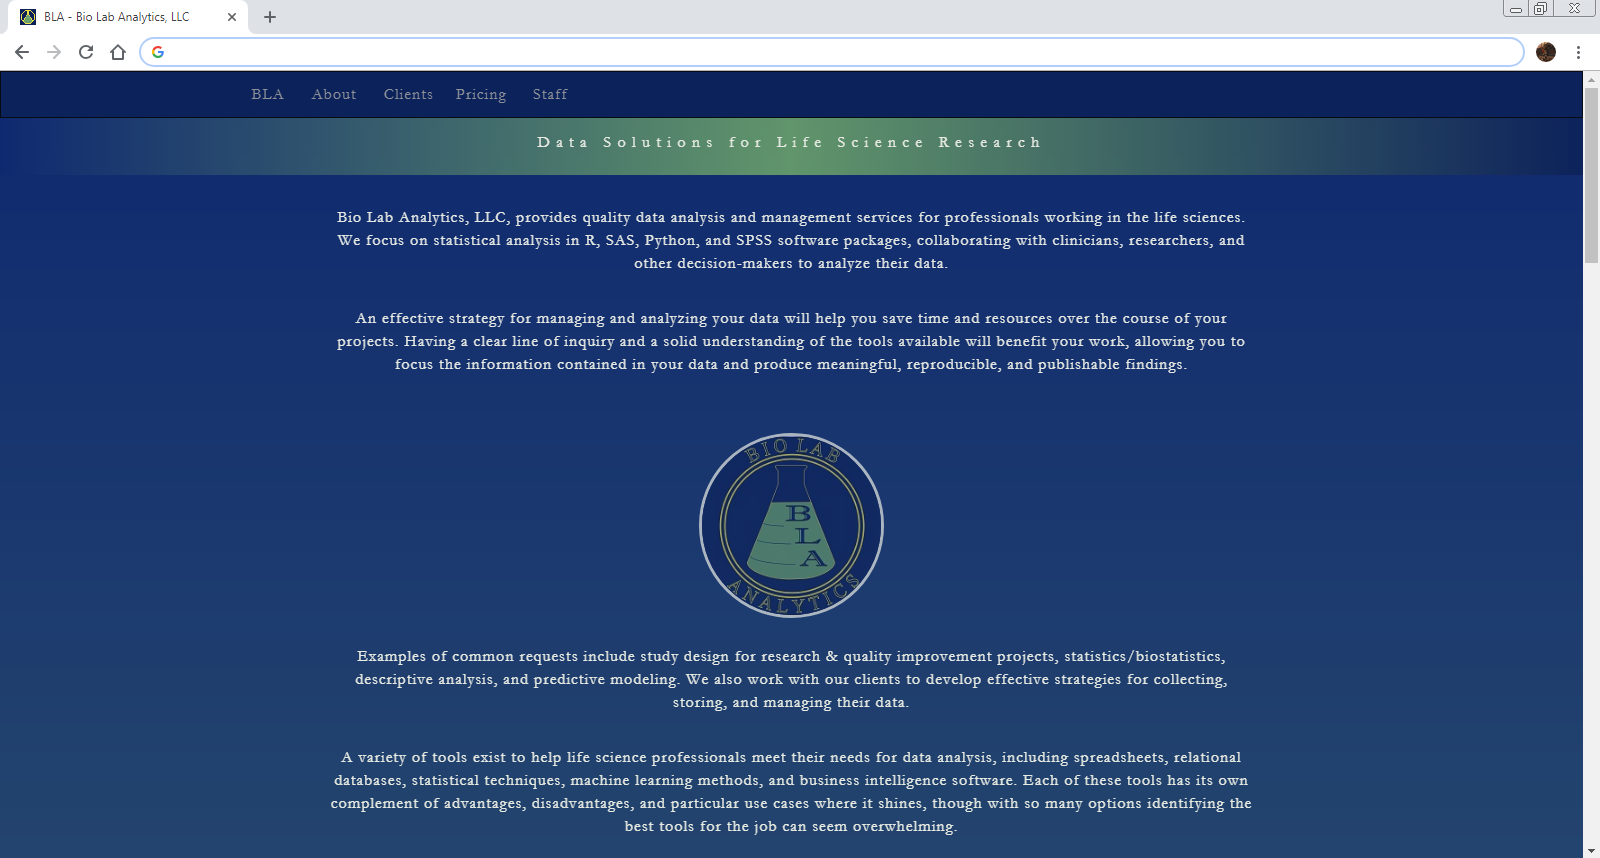 BLA - Bio Lab Analytics, LLC
BLA About Clients Pricing Staff
Data Solutions for Life Science Research
Bio Lab Analytics, LLC, provides quality data analysis and management services for professionals working in the life sciences.
We focus on statistical analysis in R, SAS, Python, and SPSS software packages, collaborating with clinicians, researchers, and
other decision-makers to analyze their data.
An effective strategy for managing and analyzing your data will help you save time and resources over the course of your
projects. Having a clear line of inquiry and a solid understanding of the tools available will benefit your work, allowing you to
focus the information contained in your data and produce meaningful, reproducible, and publishable findings.
BIO LAB
B
L
A
ANALYTICS
Examples of common requests include study design for research & quality improvement projects, statistics/biostatistics,
descriptive analysis, and predictive modeling. We also work with our clients to develop effective strategies for collecting,
storing, and managing their data.
A variety of tools exist to help life science professionals meet their needs for data analysis, including spreadsheets, relational
databases, statistical techniques, machine learning methods, and business intelligence software. Each of these tools has its own
complement of advantages, disadvantages, and particular use cases where it shines, though with so many options identifying the
best tools for the job can seem overwhelming.